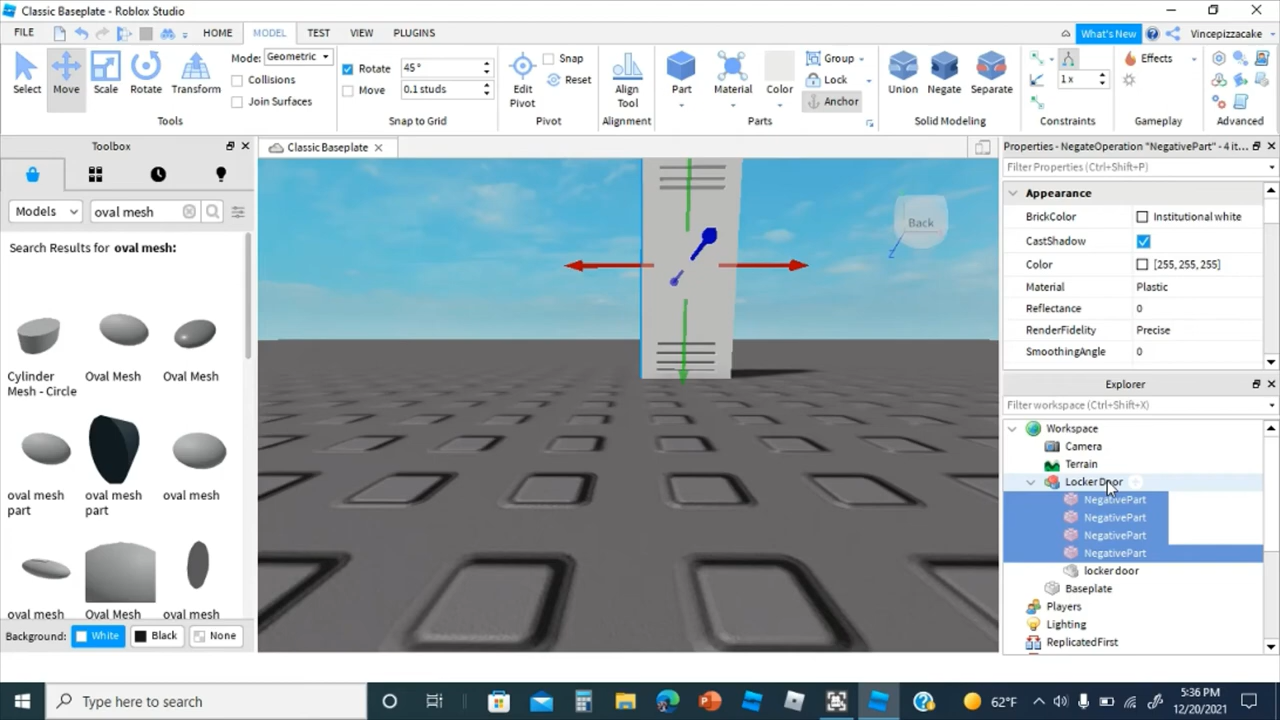 Classic Baseplate - Roblox Studio
FILE HOME MODEL TEST VIEW PLUGINS What's New Vincepizzacake
Select Move Scale Rotate Transform
Mode: Geometric
Collisions
Join Surfaces
Tools
Rotate 45°
Move 0.1 studs
Snap to Grid
Edit Pivot
Snap
Reset
Pivot
Align Tool
Alignment
Part Material Color
Group
Lock
Anchor
Parts
Union Negate Separate
Solid Modeling
1 x
Constraints
Effects
Gameplay
Advanced
Toolbox
Models oval mesh
Search Results for oval mesh:
Cylinder Mesh - Circle
Oval Mesh
Oval Mesh
oval mesh part
oval mesh part
oval mesh
oval mesh
Oval Mesh
oval mesh
Background: White Black None
Classic Baseplate
Back
Z
Properties - NegateOperation "NegativePart" - 4 it...
Filter Properties (Ctrl+Shift+P)
Appearance
BrickColor Institutional white
CastShadow
Color [255, 255, 255]
Material Plastic
Reflectance 0
RenderFidelity Precise
SmoothingAngle 0
Explorer
Filter workspace (Ctrl+Shift+X)
Workspace
Camera
Terrain
Locker Door
NegativePart
NegativePart
NegativePart
NegativePart
locker door
Baseplate
Players
Lighting
ReplicatedFirst
Type here to search
62°F
5:36 PM
12/20/2021